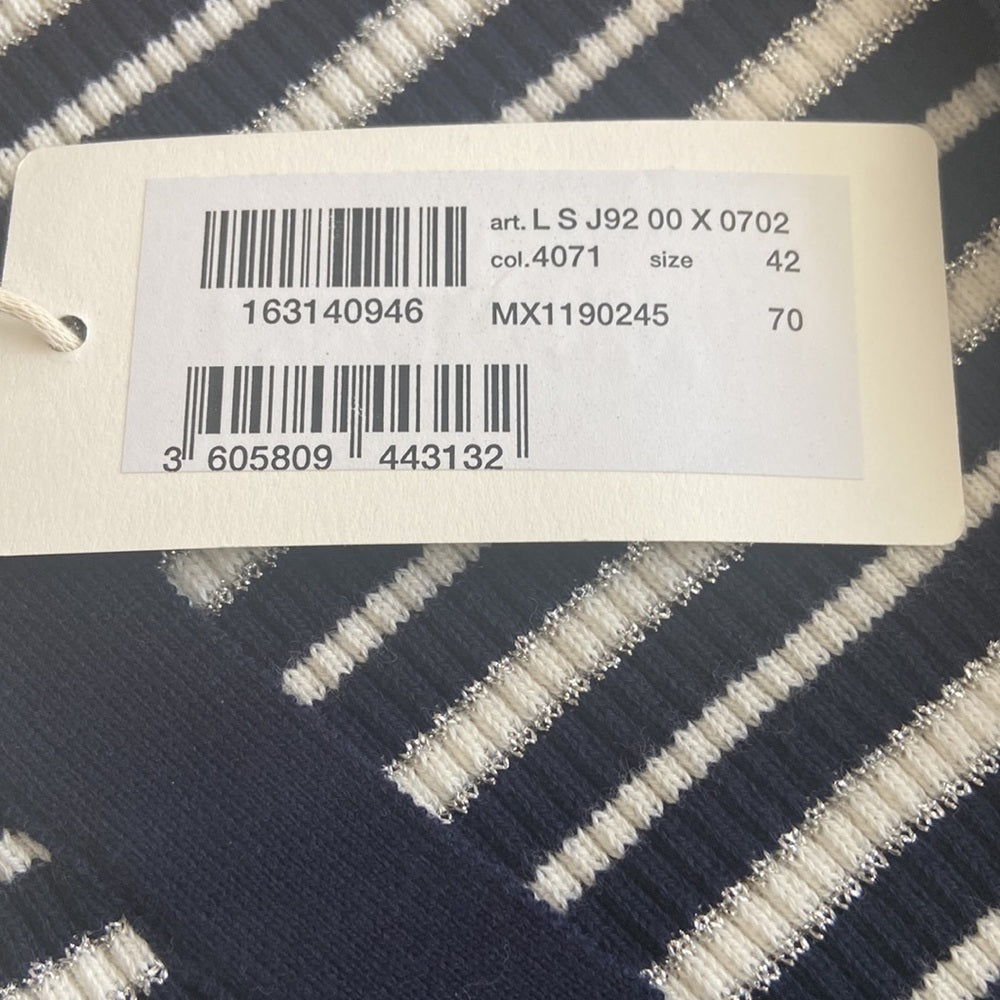 art. L S J92 00 X 0702
col.4071 size 42
163140946 MX1190245 70
3 605809 443132